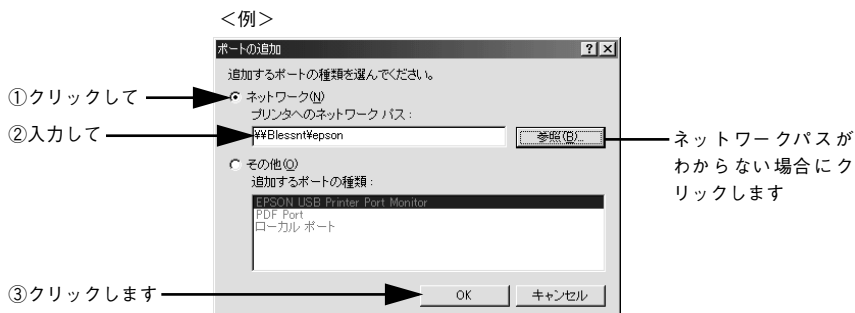 ＜例＞
ポートの追加
追加するポートの種類を選んでください。
①クリックして
ネットワーク(N)
プリンタへのネットワーク パス：
②入力して
¥¥Blessnt¥epson
参照(B)...
ネットワークパスが
わからない場合にク
リックします
その他(O)
追加するポートの種類：
EPSON USB Printer Port Monitor
PDF Port
ローカル ポート
③クリックします
OK
キャンセル